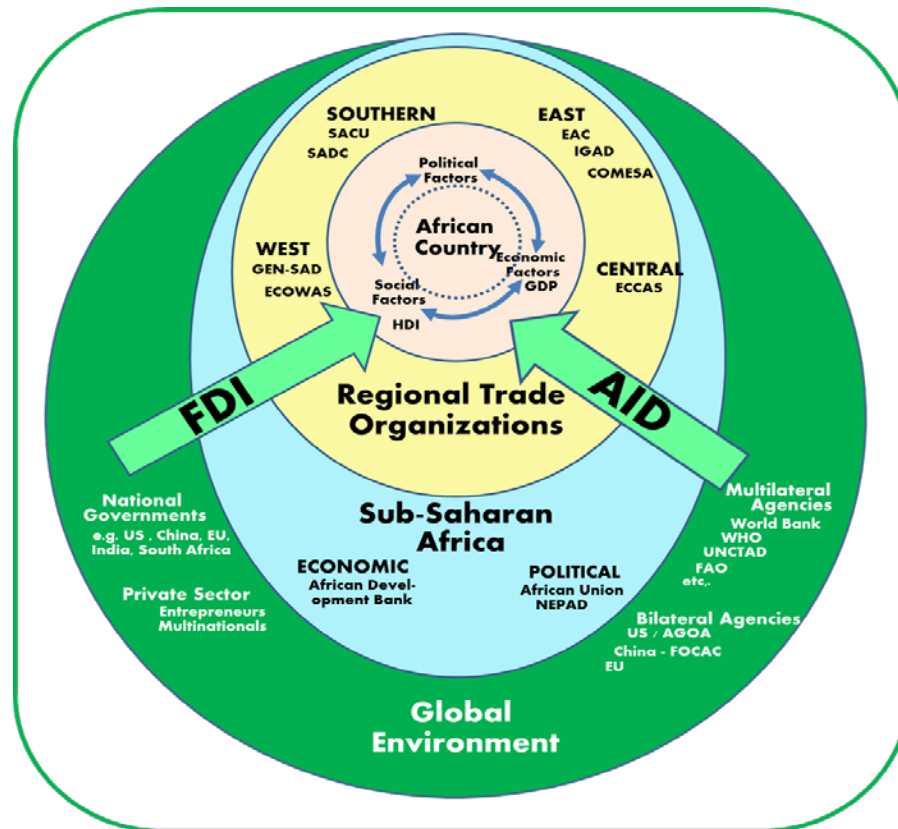 SOUTHERN
SACU
SADC
EAST
EAC
IGAD
COMESA
Political
Factors
African
Country
Economic
Factors
GDP
Social
Factors
HDI
WEST
GEN-SAD
ECOWAS
CENTRAL
ECCAS
FDI
AID
Regional Trade
Organizations
Sub-Saharan
Africa
ECONOMIC
African Devel-
opment Bank
POLITICAL
African Union
NEPAD
National
Governments
e.g. US , China, EU,
India, South Africa
Private Sector
Entrepreneurs
Multinationals
Multilateral
Agencies
World Bank
WHO
UNCTAD
FAO
etc,.
Bilateral Agencies
US / AGOA
China - FOCAC
EU
Global
Environment